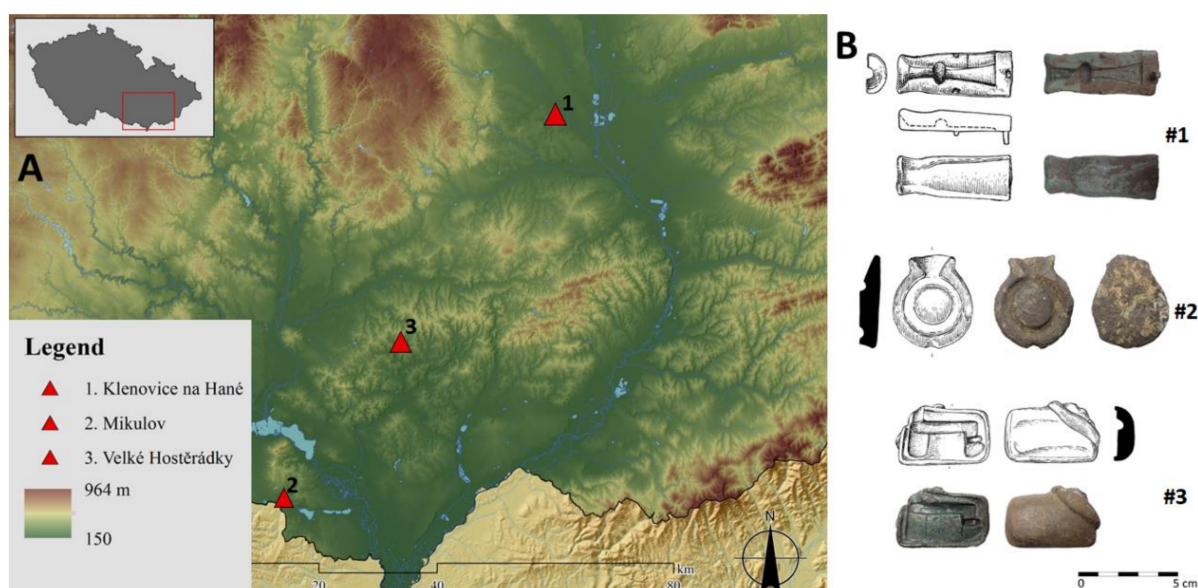 A
1
3
2
Legend
1. Klenovice na Hané
2. Mikulov
3. Velké Hostěrádky
964 m
150
N
km
20 40 80
B
#1
#2
#3
0 5 cm